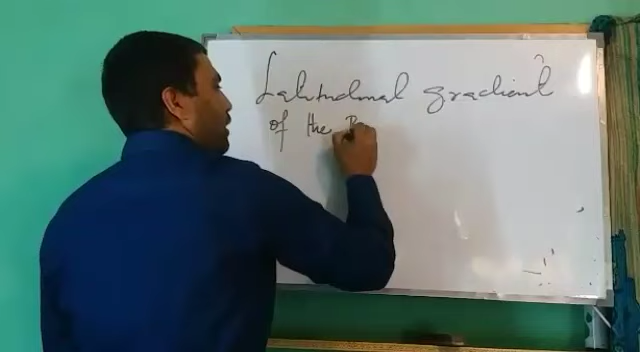 Latitudinal gradient
of the